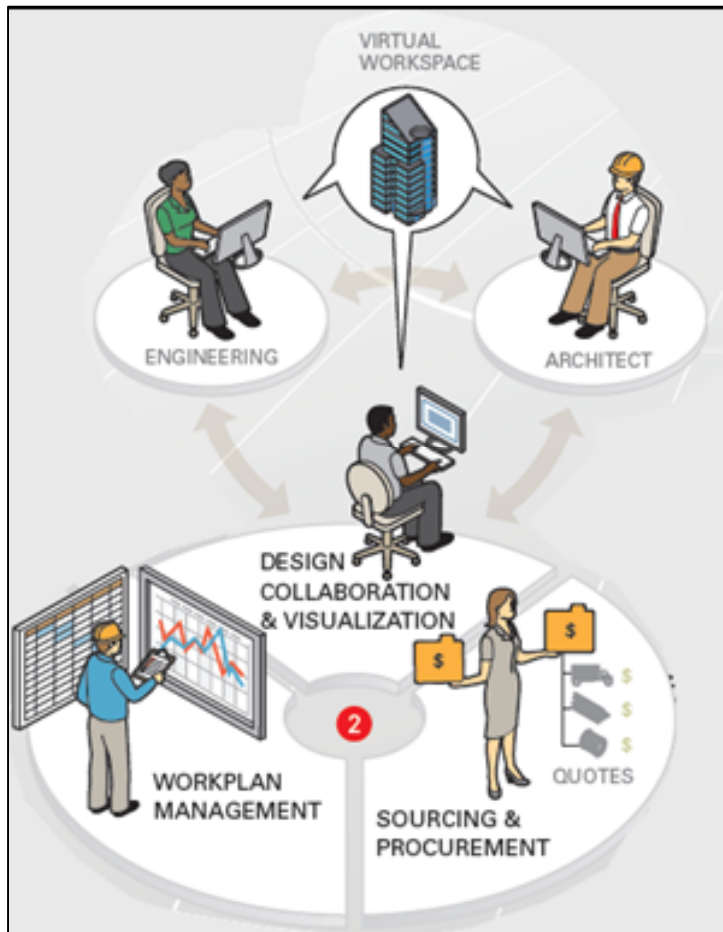 VIRTUAL
WORKSPACE
ENGINEERING
ARCHITECT
DESIGN
COLLABORATION
& VISUALIZATION
$
$
$
$
$
QUOTES
2
WORKPLAN
MANAGEMENT
SOURCING &
PROCUREMENT